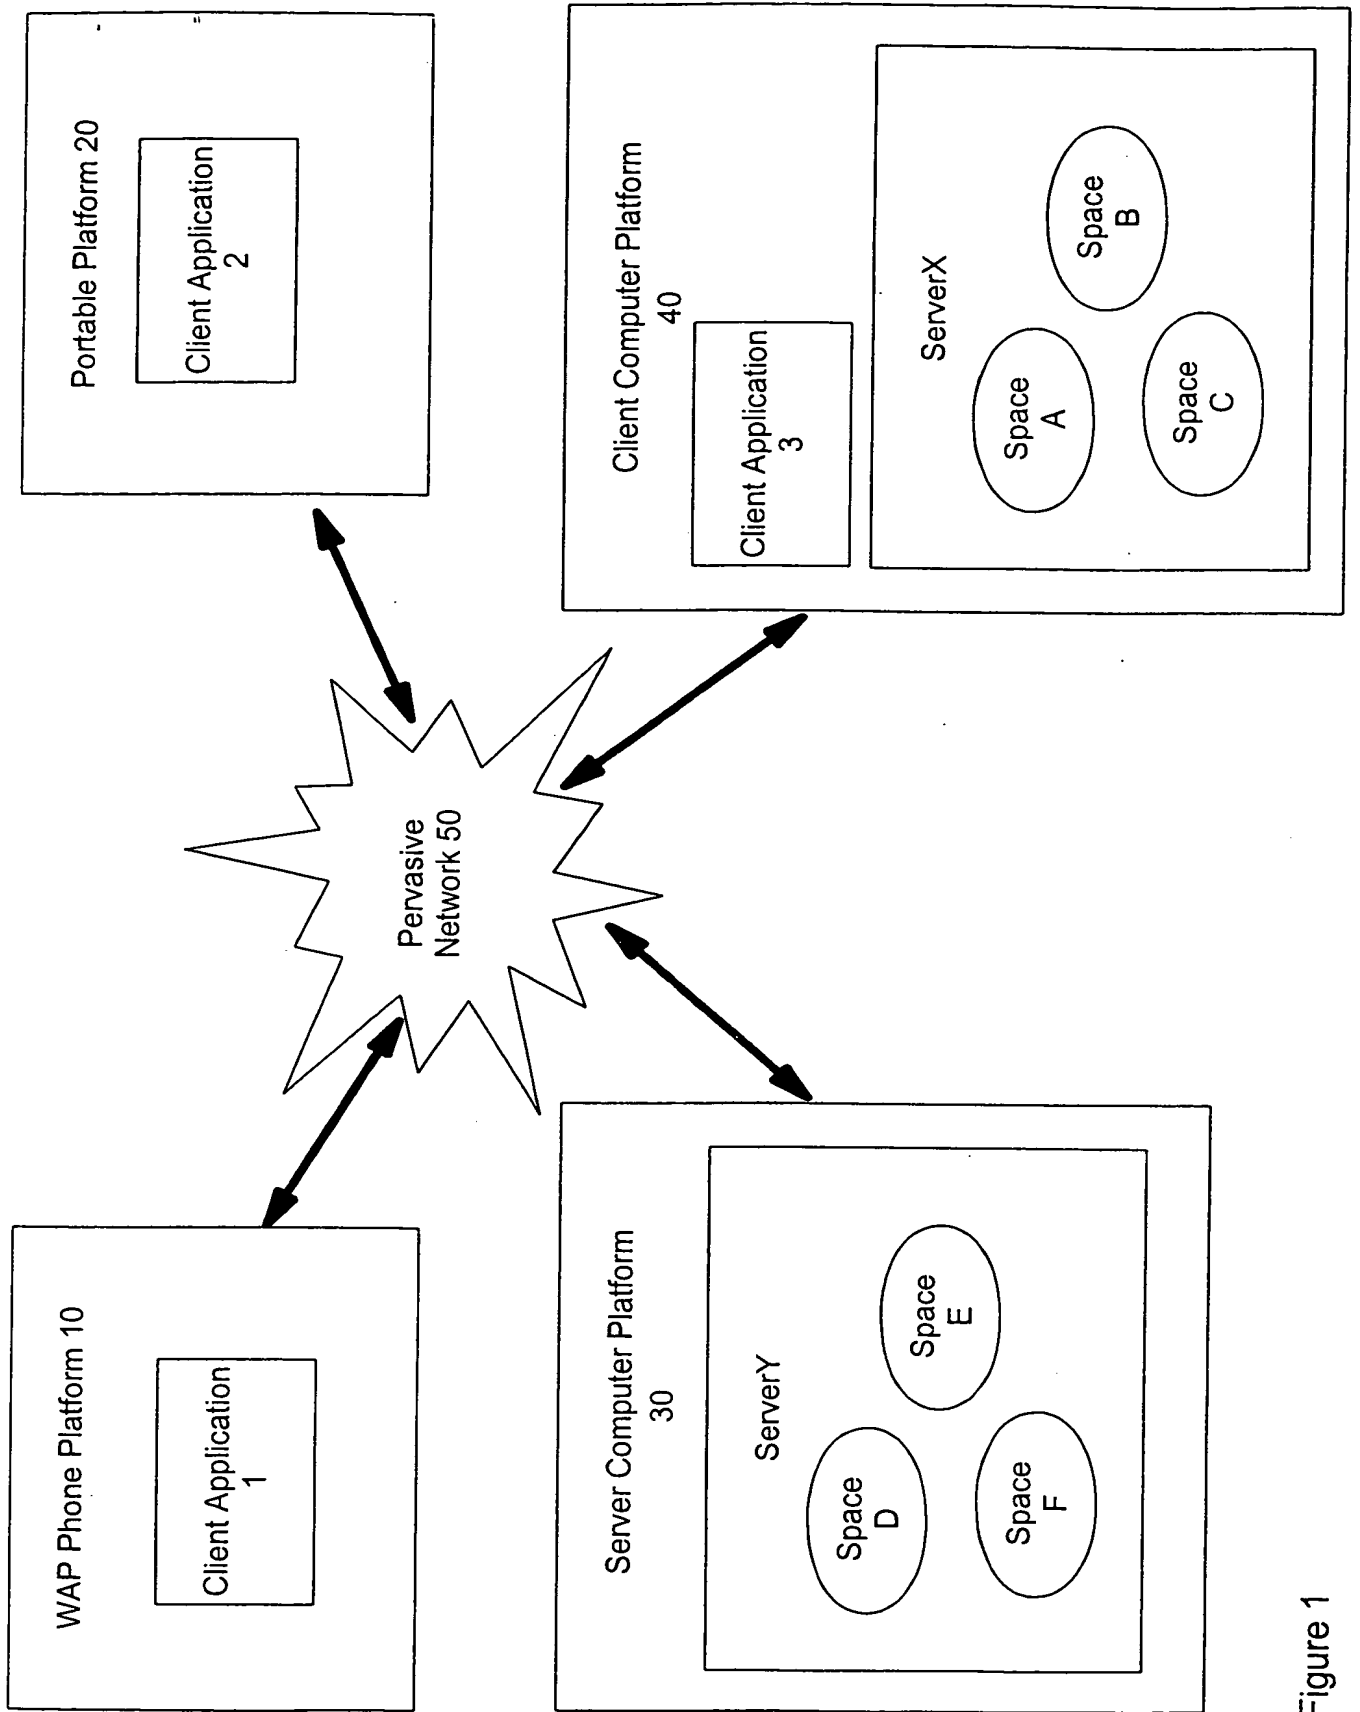 WAP Phone Platform 10
Client Application
1
Portable Platform 20
Client Application
2
Pervasive
Network 50
Server Computer Platform
30
ServerY
Space
D
Space
E
Space
F
Client Computer Platform
40
Client Application
3
ServerX
Space
A
Space
B
Space
C
Figure 1